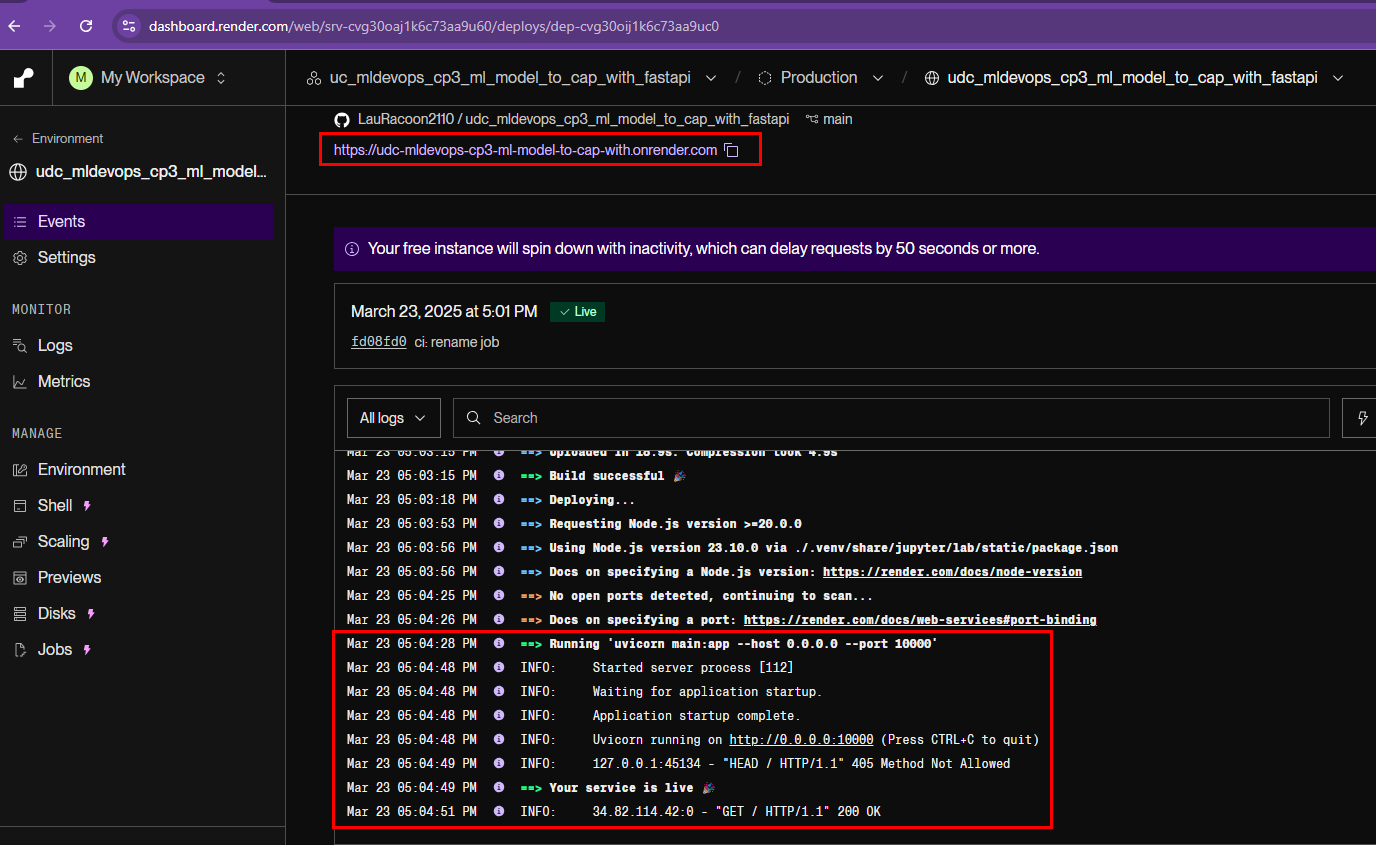 dashboard.render.com/web/srv-cvg30oaj1k6c73aa9u60/deploys/dep-cvg30oij1k6c73aa9uc0
M My Workspace
uc_mldevops_cp3_ml_model_to_cap_with_fastapi / Production / udc_mldevops_cp3_ml_model_to_cap_with_fastapi
LauRacoon2110 / udc_mldevops_cp3_ml_model_to_cap_with_fastapi main
https://udc-mldevops-cp3-ml-model-to-cap-with.onrender.com
← Environment
udc_mldevops_cp3_ml_model...
Events
Settings
MONITOR
Logs
Metrics
MANAGE
Environment
Shell
Scaling
Previews
Disks
Jobs
Your free instance will spin down with inactivity, which can delay requests by 50 seconds or more.
March 23, 2025 at 5:01 PM Live
fd08fd0 ci: rename job
All logs
Search
Mar 23 05:03:15 PM ==> Uploaded in 18.9s. Compression took 4.9s
Mar 23 05:03:15 PM ==> Build successful 🎉
Mar 23 05:03:18 PM ==> Deploying...
Mar 23 05:03:53 PM ==> Requesting Node.js version >=20.0.0
Mar 23 05:03:56 PM ==> Using Node.js version 23.10.0 via ./.venv/share/jupyter/lab/static/package.json
Mar 23 05:03:56 PM ==> Docs on specifying a Node.js version: https://render.com/docs/node-version
Mar 23 05:04:25 PM ==> No open ports detected, continuing to scan...
Mar 23 05:04:26 PM ==> Docs on specifying a port: https://render.com/docs/web-services#port-binding
Mar 23 05:04:28 PM ==> Running 'uvicorn main:app --host 0.0.0.0 --port 10000'
Mar 23 05:04:48 PM INFO: Started server process [112]
Mar 23 05:04:48 PM INFO: Waiting for application startup.
Mar 23 05:04:48 PM INFO: Application startup complete.
Mar 23 05:04:48 PM INFO: Uvicorn running on http://0.0.0.0:10000 (Press CTRL+C to quit)
Mar 23 05:04:49 PM INFO: 127.0.0.1:45134 - "HEAD / HTTP/1.1" 405 Method Not Allowed
Mar 23 05:04:49 PM ==> Your service is live 🎉
Mar 23 05:04:51 PM INFO: 34.82.114.42:0 - "GET / HTTP/1.1" 200 OK